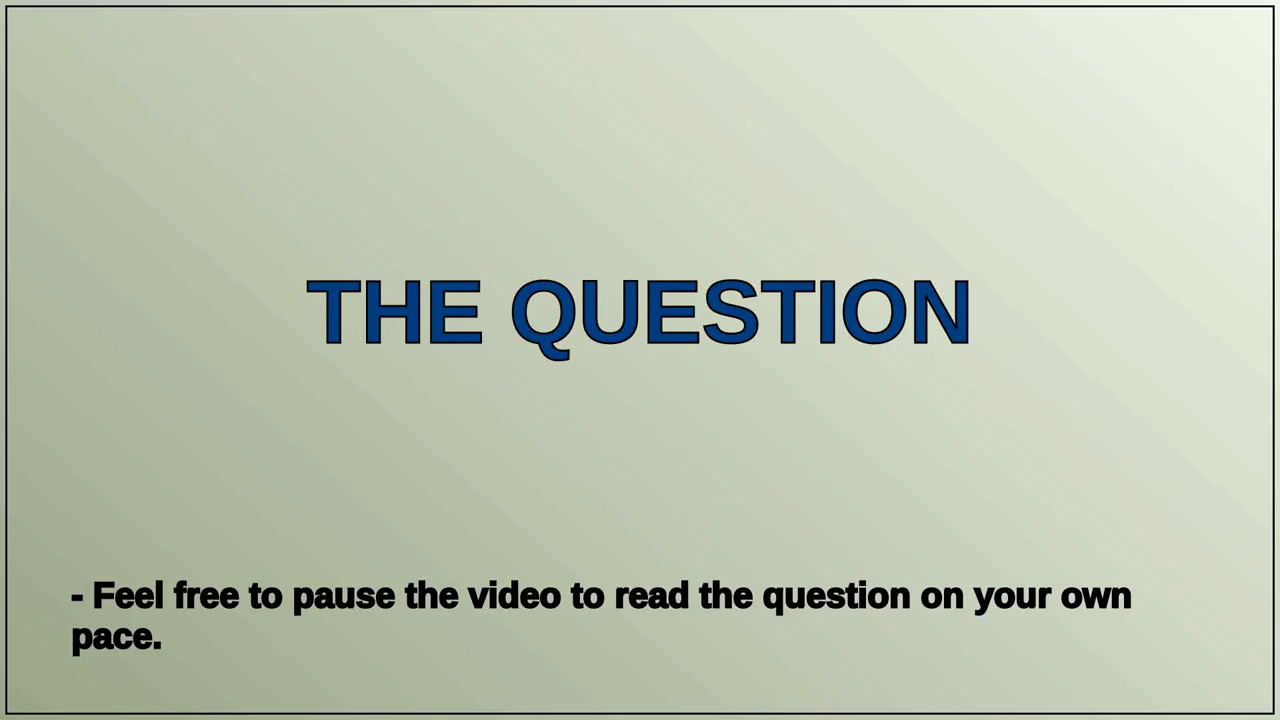 THE QUESTION
- Feel free to pause the video to read the question on your own
pace.